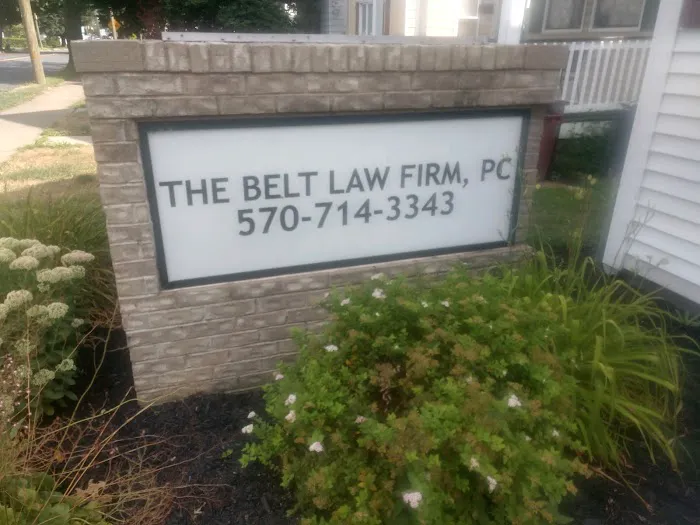 THE BELT LAW FIRM, PC
570-714-3343